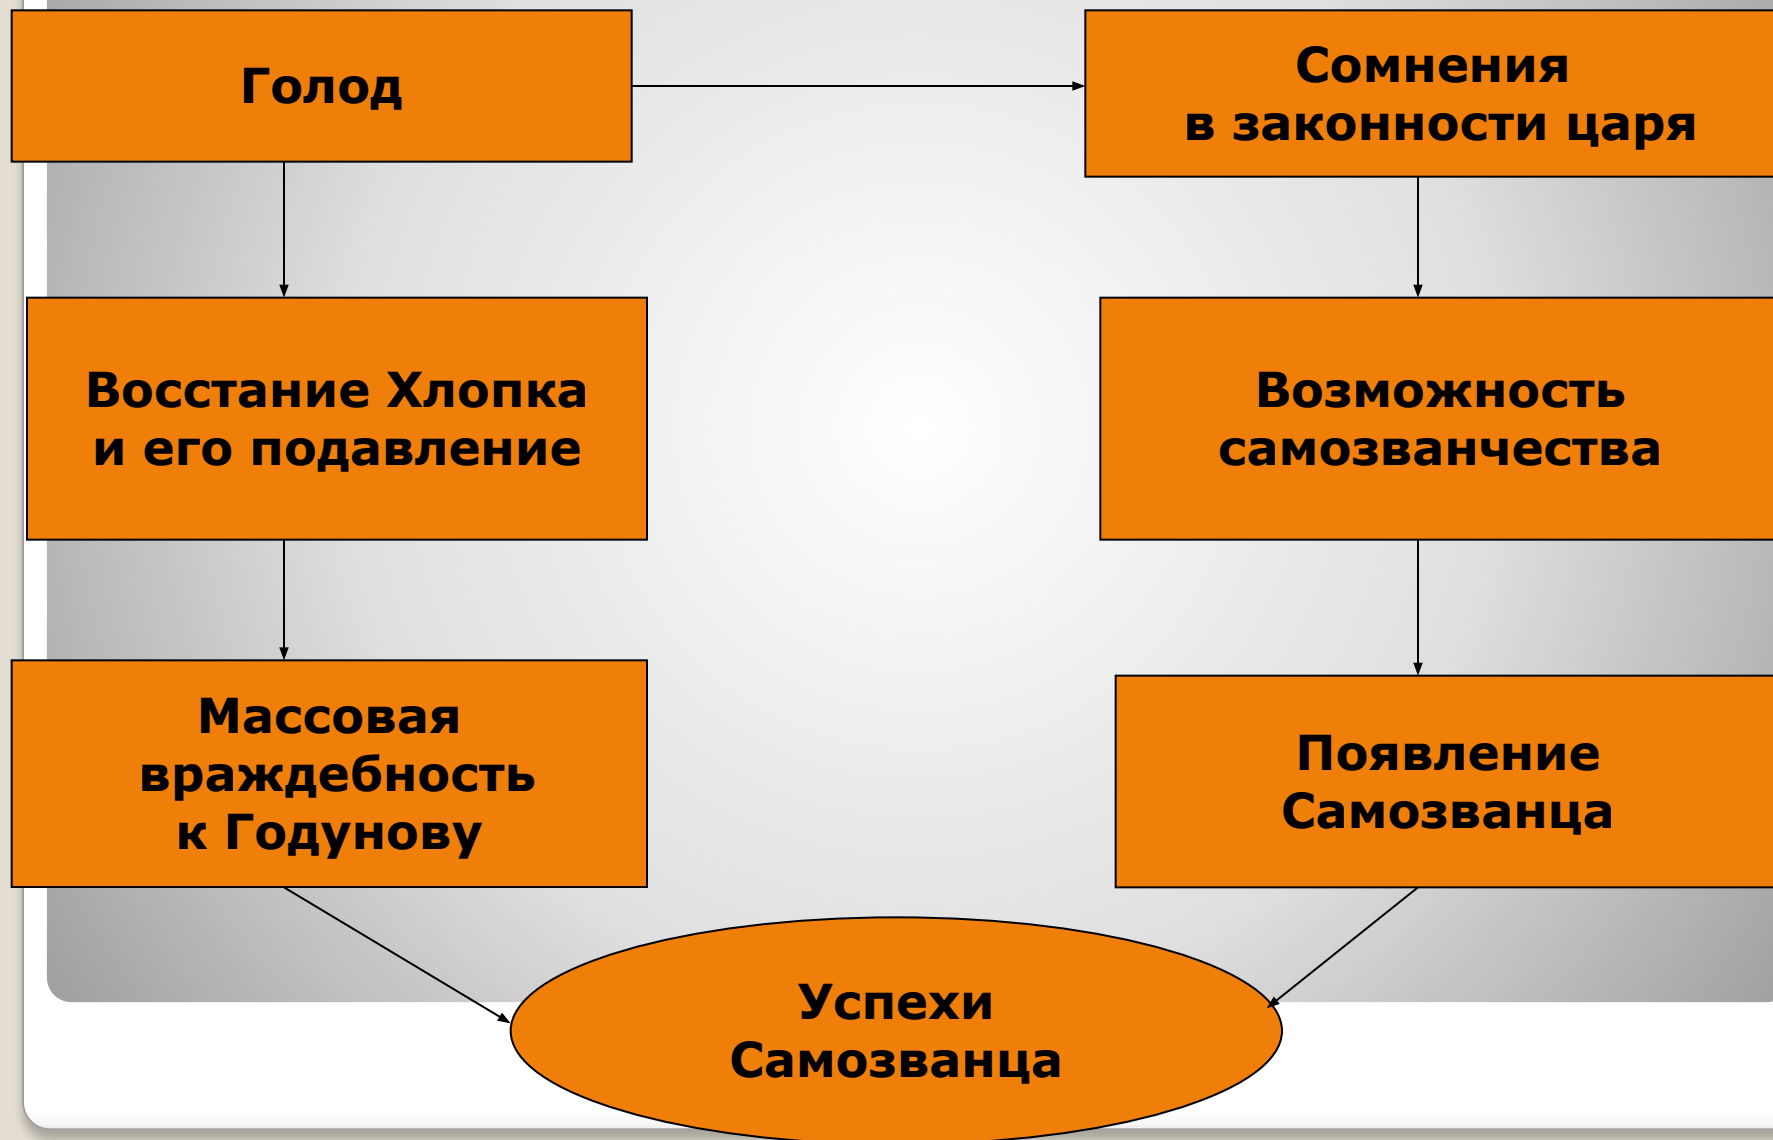 Голод
Сомнения
в законности царя
Восстание Хлопка
и его подавление
Возможность
самозванчества
Массовая
враждебность
к Годунову
Появление
Самозванца
Успехи
Самозванца